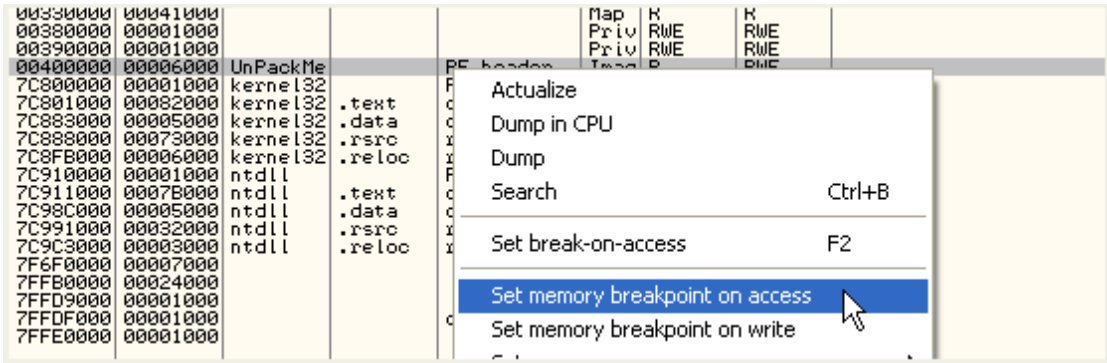 00330000 00041000 Map R R
00380000 00001000 Priv RWE RWE
00390000 00001000 Priv RWE RWE
00400000 00006000 UnPackMe PE header Imag R RWE
7C800000 00001000 kernel32
7C801000 00082000 kernel32 .text
7C883000 00005000 kernel32 .data
7C888000 00073000 kernel32 .rsrc
7C8FB000 00006000 kernel32 .reloc
7C910000 00001000 ntdll
7C911000 0007B000 ntdll .text
7C98C000 00005000 ntdll .data
7C991000 00032000 ntdll .rsrc
7C9C3000 00003000 ntdll .reloc
7F6F0000 00007000
7FFB0000 00024000
7FFD9000 00001000
7FFDF000 00001000
7FFE0000 00001000
Actualize
Dump in CPU
Dump
Search Ctrl+B
Set break-on-access F2
Set memory breakpoint on access
Set memory breakpoint on write